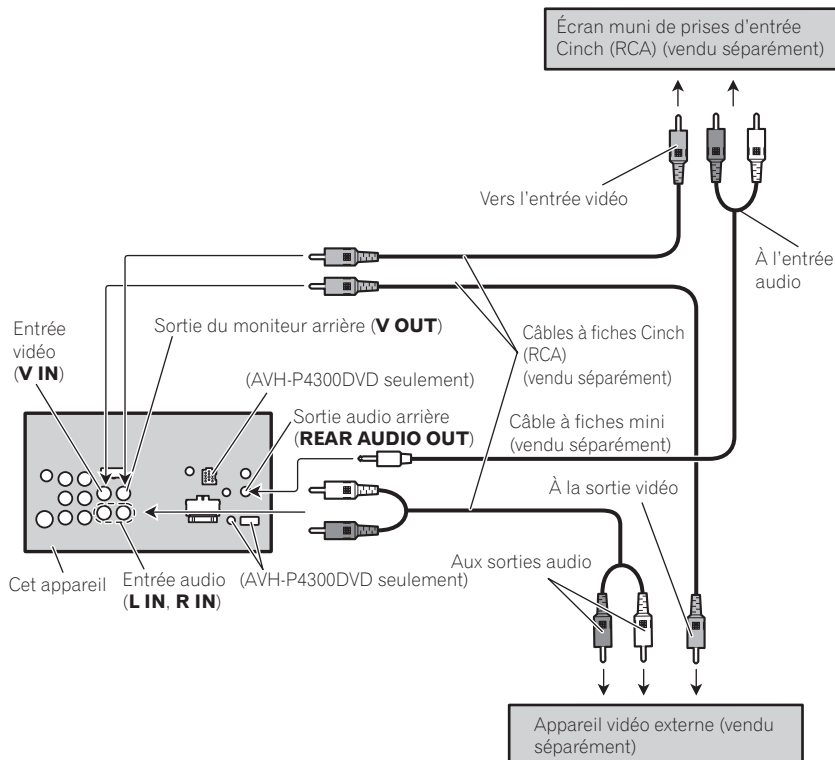 Écran muni de prises d'entrée
Cinch (RCA) (vendu séparément)
Vers l'entrée vidéo
À l'entrée
audio
Entrée
vidéo
(V IN)
Sortie du moniteur arrière (V OUT)
(AVH-P4300DVD seulement)
Câbles à fiches Cinch
(RCA)
(vendu séparément)
Sortie audio arrière
(REAR AUDIO OUT)
Câble à fiches mini
(vendu séparément)
À la sortie vidéo
Aux sorties audio
Cet appareil
Entrée audio
(L IN, R IN)
(AVH-P4300DVD seulement)
Appareil vidéo externe (vendu
séparément)